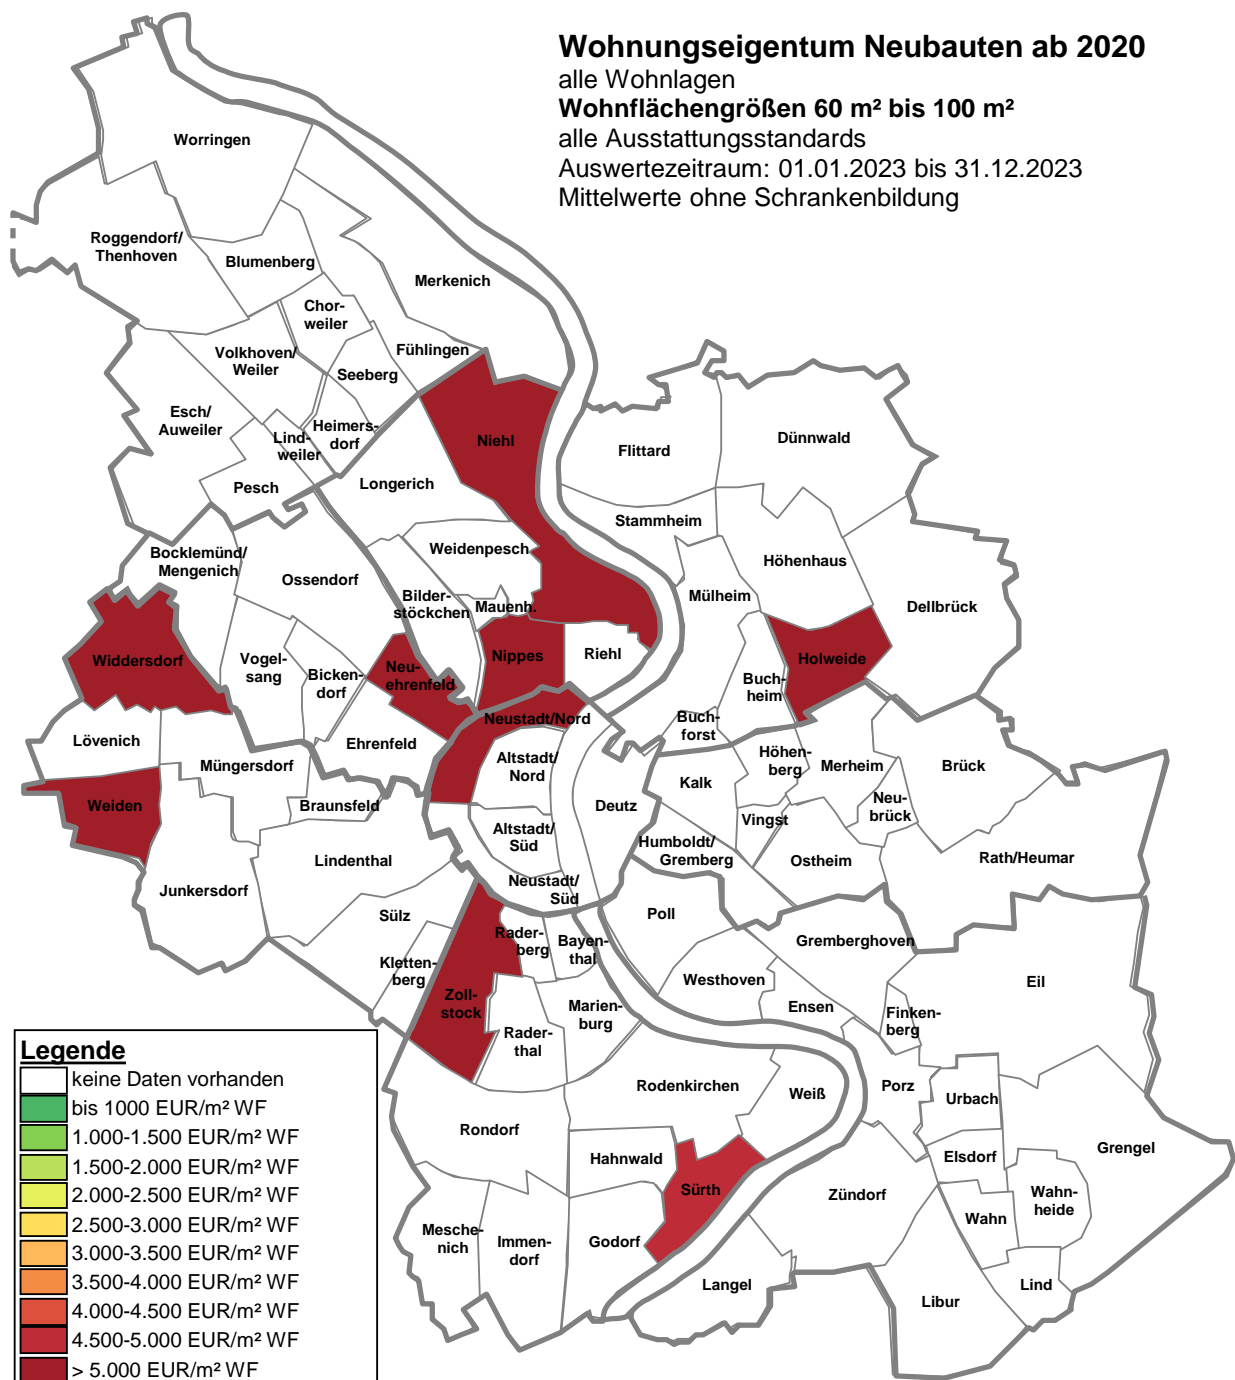 Wohnungseigentum Neubauten ab 2020
alle Wohnlagen
Wohnflächengrößen 60 m² bis 100 m²
alle Ausstattungsstandards
Auswertezeitraum: 01.01.2023 bis 31.12.2023
Mittelwerte ohne Schrankenbildung
Worringen
Roggendorf/
Thenhoven
Blumenberg
Merkenich
Chor-
weiler
Volkhoven/
Weiler
Fühlingen
Seeberg
Esch/
Auweiler
Heimers-
dorf
Lind-
weiler
Pesch
Niehl
Longerich
Flittard
Dünnwald
Stammheim
Weidenpesch
Höhenhaus
Bocklemünd/
Mengenich
Ossendorf
Bilder-
stöckchen
Mauenh.
Mülheim
Dellbrück
Widdersdorf
Vogel-
sang
Bicken-
dorf
Neu-
ehrenfeld
Nippes
Riehl
Holweide
Buch-
heim
Neustadt/Nord
Buch-
forst
Lövenich
Ehrenfeld
Altstadt/
Nord
Müngersdorf
Höhen-
berg
Merheim
Brück
Kalk
Deutz
Neu-
brück
Weiden
Braunsfeld
Vingst
Altstadt/
Süd
Humboldt/
Gremberg
Lindenthal
Ostheim
Rath/Heumar
Junkersdorf
Neustadt/
Süd
Sülz
Poll
Rader-
berg
Bayen-
thal
Gremberghoven
Kletten-
berg
Westhoven
Eil
Zoll-
stock
Ensen
Marien-
burg
Finken-
berg
Rader-
thal
Rodenkirchen
Weiß
Porz
Urbach
Rondorf
Grengel
Hahnwald
Elsdorf
Sürth
Zündorf
Wahn-
heide
Wahn
Mesche-
nich
Immen-
dorf
Godorf
Langel
Lind
Libur
Legende
keine Daten vorhanden
bis 1000 EUR/m² WF
1.000-1.500 EUR/m² WF
1.500-2.000 EUR/m² WF
2.000-2.500 EUR/m² WF
2.500-3.000 EUR/m² WF
3.000-3.500 EUR/m² WF
3.500-4.000 EUR/m² WF
4.000-4.500 EUR/m² WF
4.500-5.000 EUR/m² WF
> 5.000 EUR/m² WF